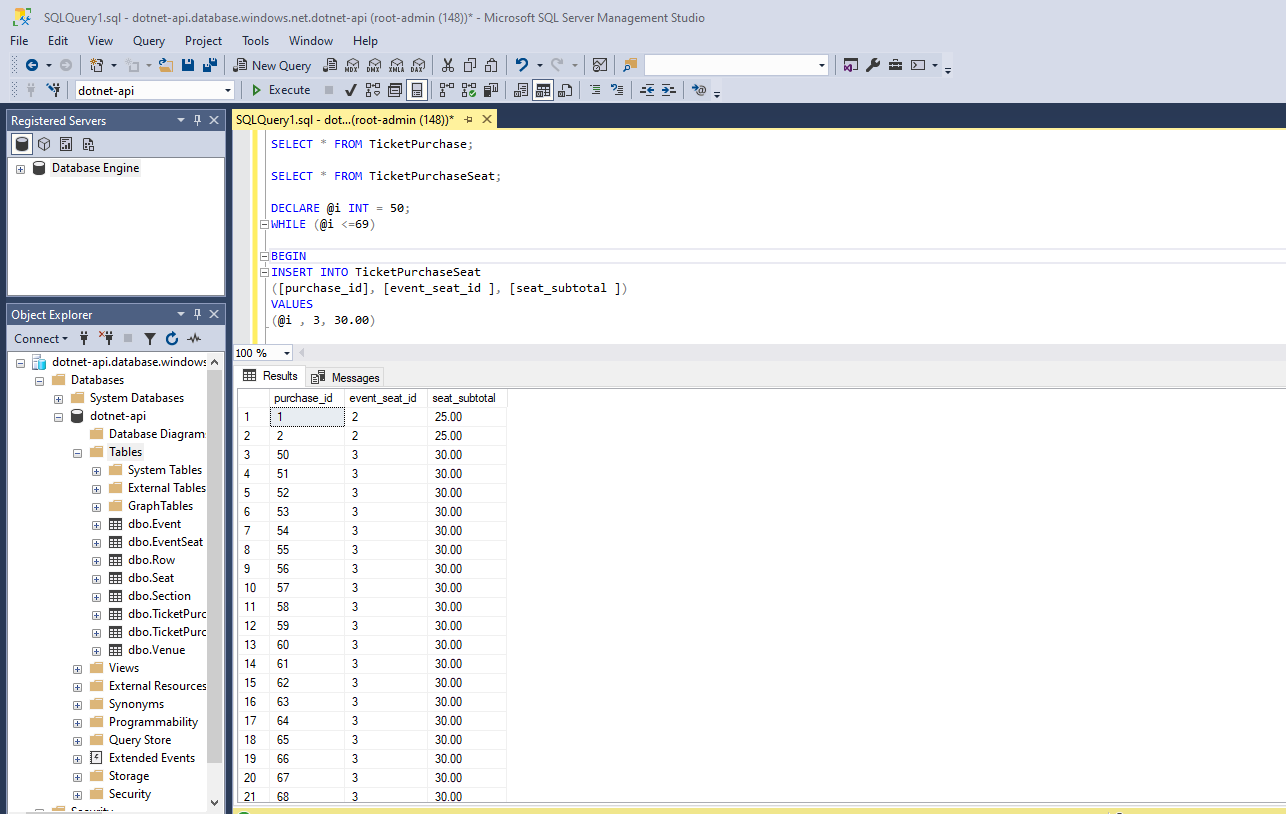 SQLQuery1.sql - dotnet-api.database.windows.net.dotnet-api (root-admin (148))* - Microsoft SQL Server Management Studio
File Edit View Query Project Tools Window Help
New Query
MDX DMX XMLA DAX
dotnet-api Execute
Registered Servers
Database Engine
Object Explorer
Connect
dotnet-api.database.windows
Databases
System Databases
dotnet-api
Database Diagram
Tables
System Tables
External Tables
GraphTables
dbo.Event
dbo.EventSeat
dbo.Row
dbo.Seat
dbo.Section
dbo.TicketPurc
dbo.TicketPurc
dbo.Venue
Views
External Resources
Synonyms
Programmability
Query Store
Extended Events
Storage
Security
Security
SQLQuery1.sql - dot...(root-admin (148))*
SELECT * FROM TicketPurchase;
SELECT * FROM TicketPurchaseSeat;
DECLARE @i INT = 50;
WHILE (@i <=69)
BEGIN
INSERT INTO TicketPurchaseSeat
([purchase_id], [event_seat_id ], [seat_subtotal ])
VALUES
(@i , 3, 30.00)
100 %
Results Messages
purchase_id event_seat_id seat_subtotal
1 1 2 25.00
2 2 2 25.00
3 50 3 30.00
4 51 3 30.00
5 52 3 30.00
6 53 3 30.00
7 54 3 30.00
8 55 3 30.00
9 56 3 30.00
10 57 3 30.00
11 58 3 30.00
12 59 3 30.00
13 60 3 30.00
14 61 3 30.00
15 62 3 30.00
16 63 3 30.00
17 64 3 30.00
18 65 3 30.00
19 66 3 30.00
20 67 3 30.00
21 68 3 30.00